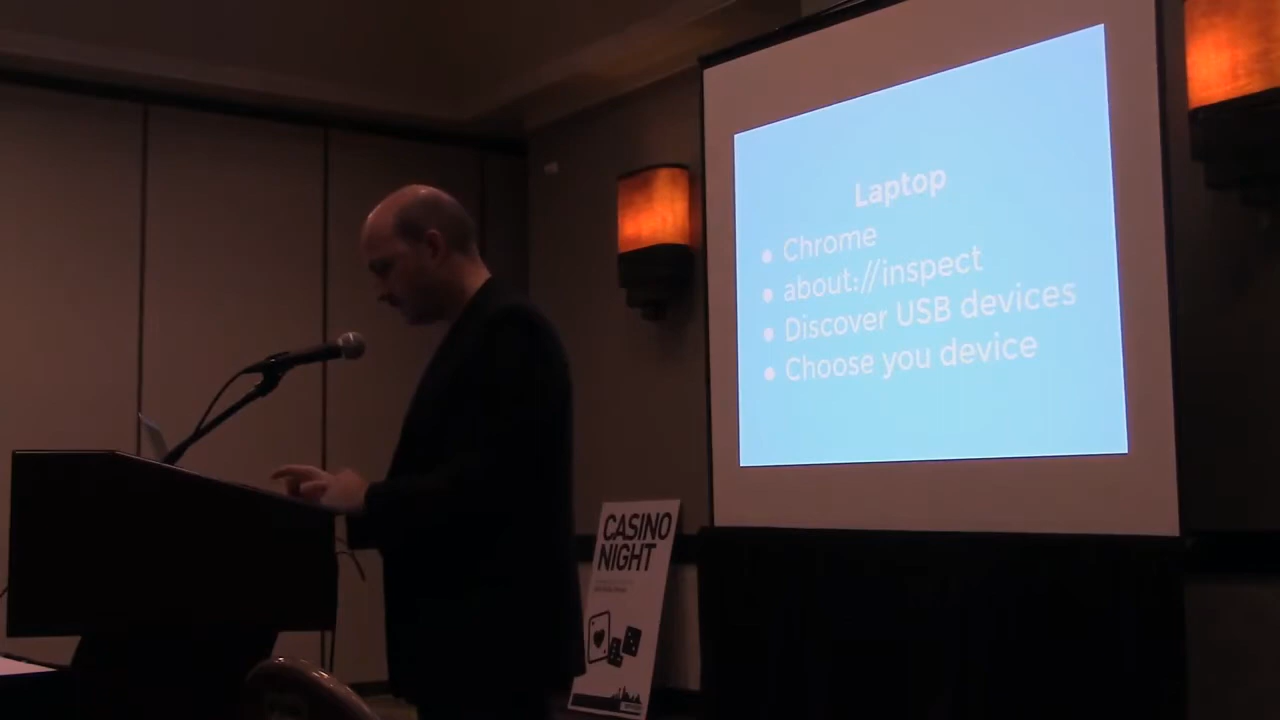 Laptop
• Chrome
• about://inspect
• Discover USB devices
• Choose you device
CASINO
NIGHT